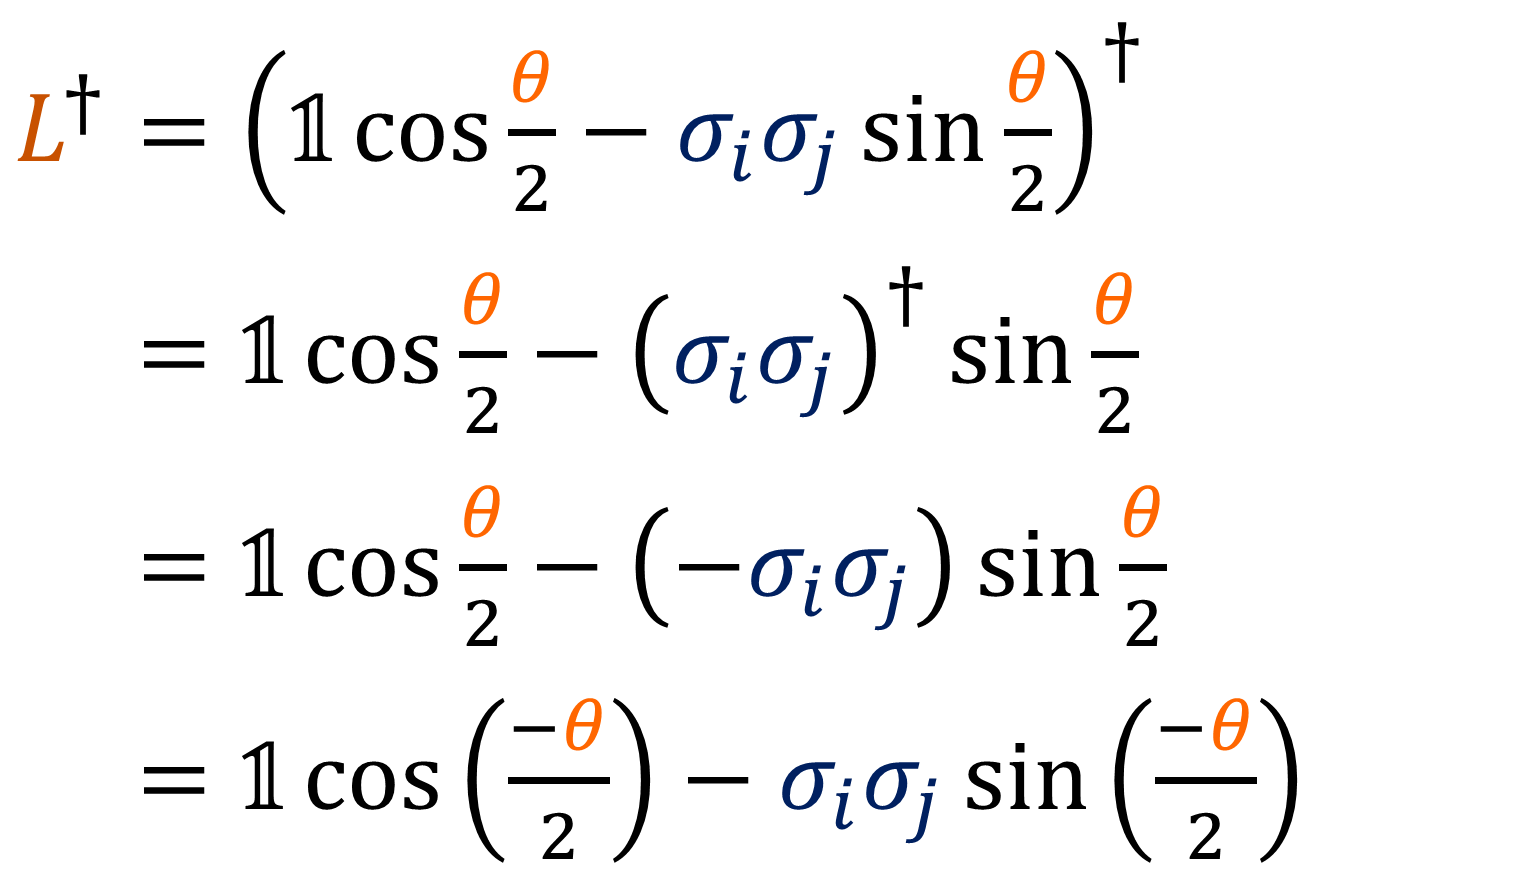 L† = (𝟙 cos θ/2 − σᵢσⱼ sin θ/2)†
= 𝟙 cos θ/2 − (σᵢσⱼ)† sin θ/2
= 𝟙 cos θ/2 − (−σᵢσⱼ) sin θ/2
= 𝟙 cos (−θ/2) − σᵢσⱼ sin (−θ/2)